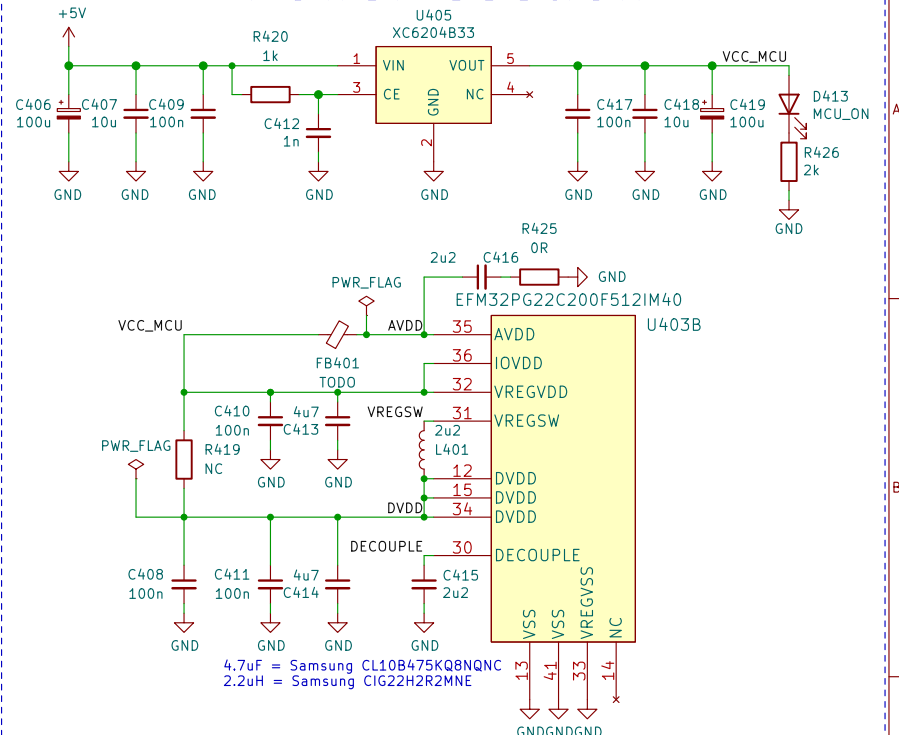 +5V
U405
XC6204B33
R420
1k
1 VIN
VOUT 5
VCC_MCU
3 CE
NC 4
GND
2
C406
100u
C407
10u
C409
100n
C412
1n
C417
100n
C418
10u
C419
100u
D413
MCU_ON
R426
2k
GND
GND
GND
GND
GND
GND
GND
GND
GND
A
R425
0R
2u2
C416
GND
PWR_FLAG
EFM32PG22C200F512IM40
U403B
VCC_MCU
AVDD
35
AVDD
FB401
TODO
36
IOVDD
32
VREGVDD
C410
100n
4u7
C413
VREGSW
31
VREGSW
2u2
L401
PWR_FLAG
R419
NC
GND
GND
12
DVDD
15
DVDD
DVDD
34
DVDD
B
DECOUPLE
30
DECOUPLE
C408
100n
C411
100n
4u7
C414
C415
2u2
VSS
VSS
VREGVSS
NC
GND
GND
GND
GND
13
41
33
14
4.7uF = Samsung CL10B475KQ8NQNC
2.2uH = Samsung CIG22H2R2MNE
GND
GND
GND